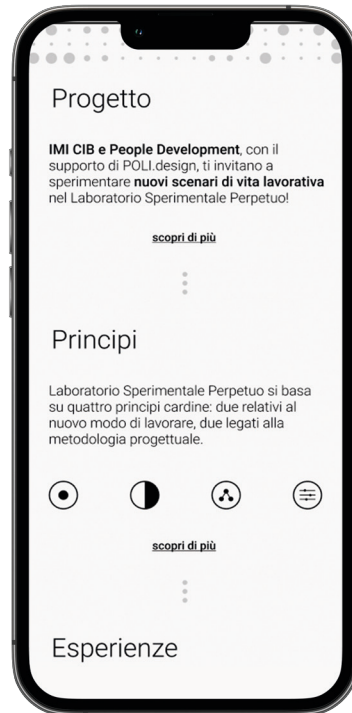 Progetto
IMI CIB e People Development, con il
supporto di POLI.design, ti invitano a
sperimentare nuovi scenari di vita lavorativa
nel Laboratorio Sperimentale Perpetuo!
scopri di più
Principi
Laboratorio Sperimentale Perpetuo si basa
su quattro principi cardine: due relativi al
nuovo modo di lavorare, due legati alla
metodologia progettuale.
scopri di più
Esperienze